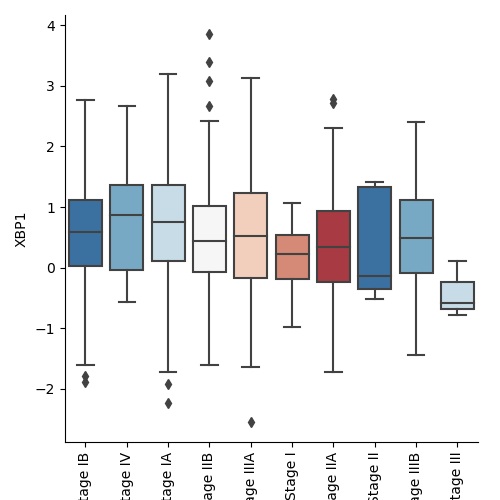 4
3
2
1
0
−1
−2
XBP1
tage IB
tage IV
tage IA
age IIB
age IIIA
Stage I
age IIA
Stage II
age IIIB
tage III